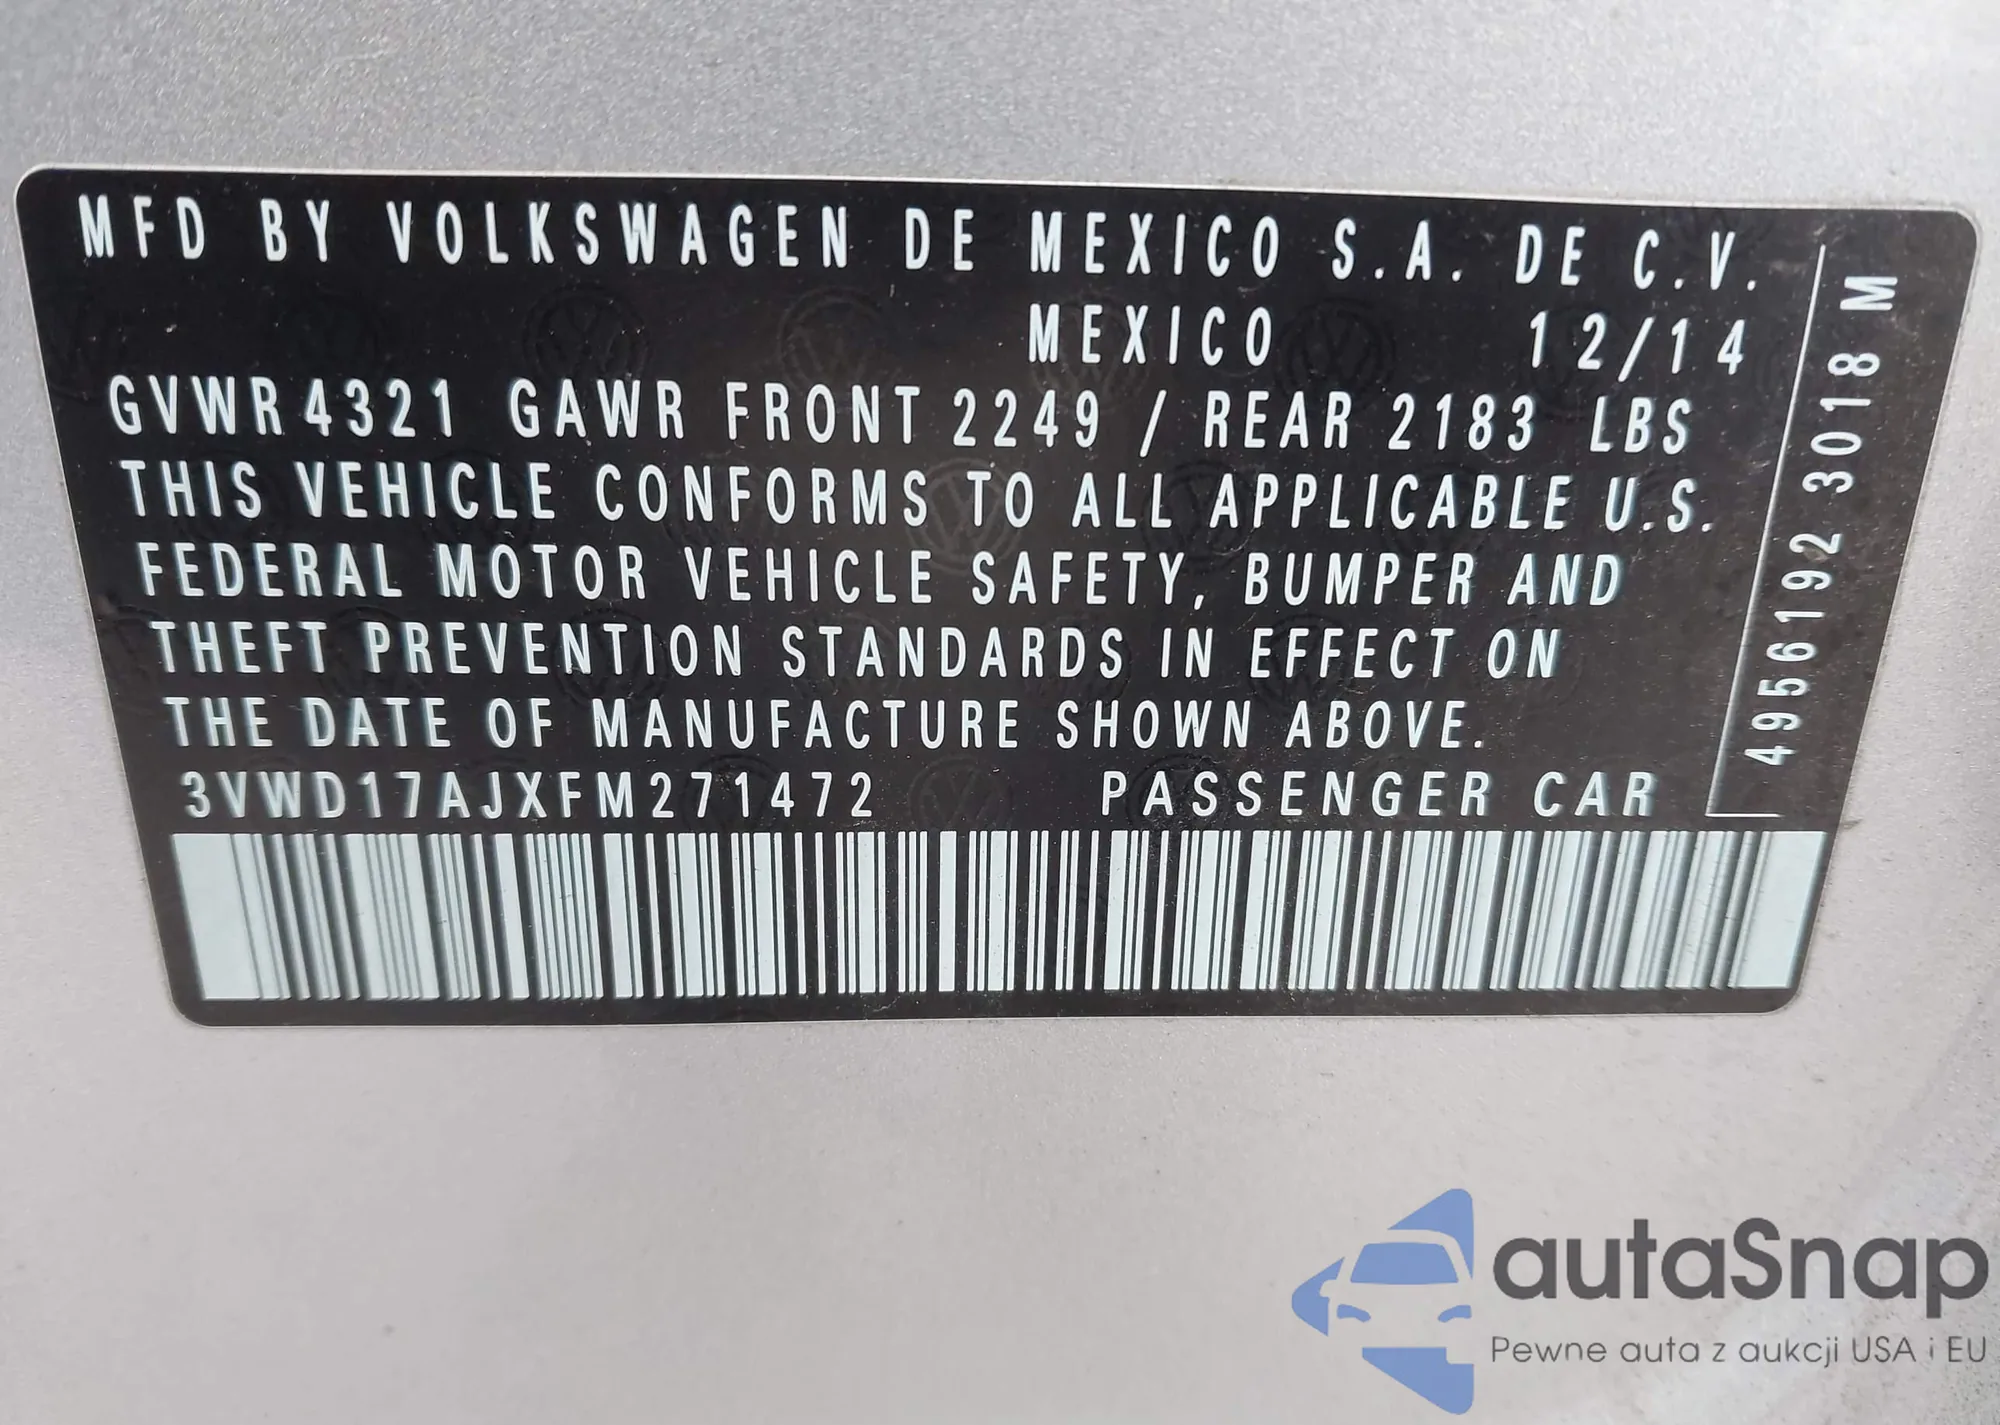 MFD BY VOLKSWAGEN DE MEXICO S.A. DE C.V.
MEXICO 12/14
GVWR 4321 GAWR FRONT 2249 / REAR 2183 LBS
THIS VEHICLE CONFORMS TO ALL APPLICABLE U.S.
FEDERAL MOTOR VEHICLE SAFETY, BUMPER AND
THEFT PREVENTION STANDARDS IN EFFECT ON
THE DATE OF MANUFACTURE SHOWN ABOVE.
3VWD17AJXFM271472 PASSENGER CAR
4956192 3018 M
autaSnap
Pewne auta z aukcji USA i EU